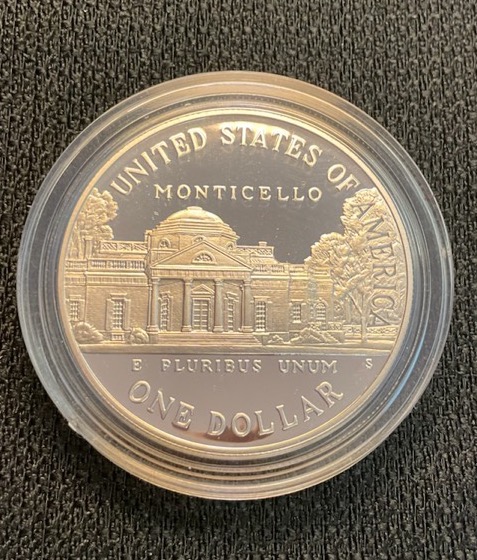 UNITED STATES OF AMERICA
MONTICELLO
E PLURIBUS UNUM S
ONE DOLLAR